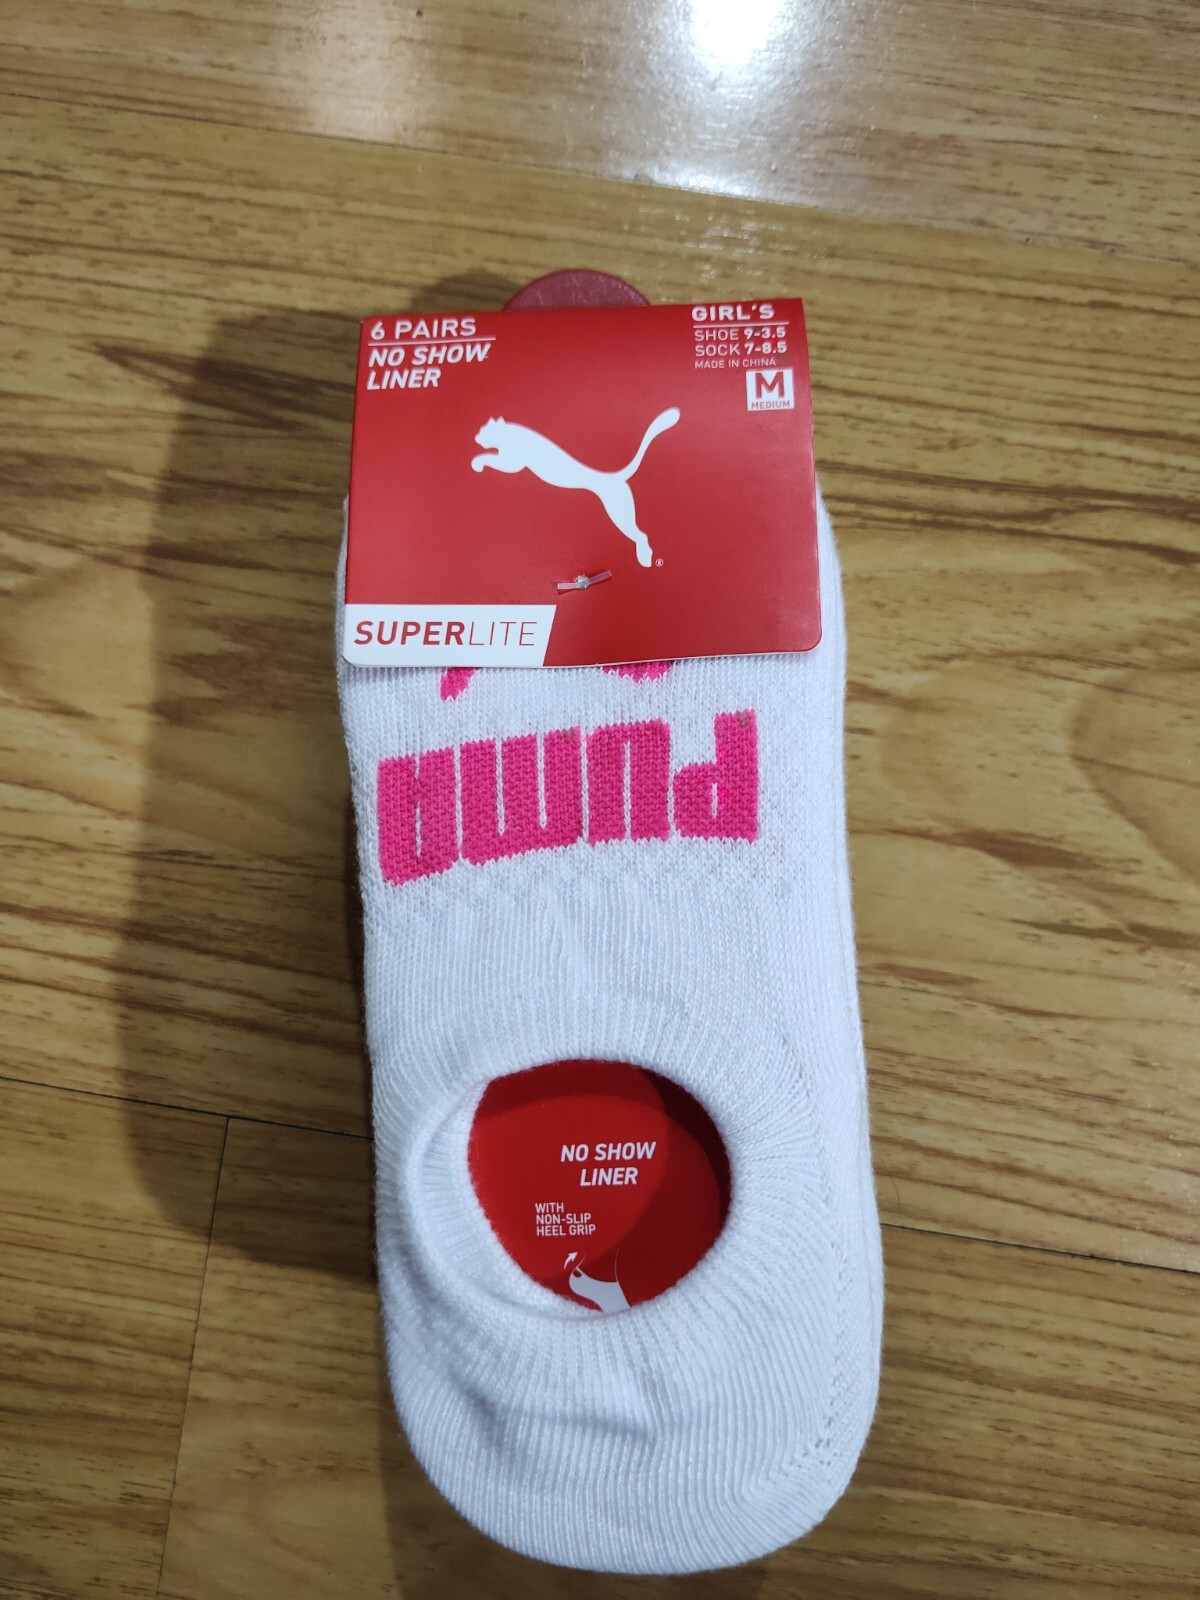 6 PAIRS
NO SHOW
LINER
GIRL'S
SHOE 9-3.5
SOCK 7-8.5
MADE IN CHINA
M
MEDIUM
®
SUPERLITE
PUMA
NO SHOW
LINER
WITH
NON-SLIP
HEEL GRIP